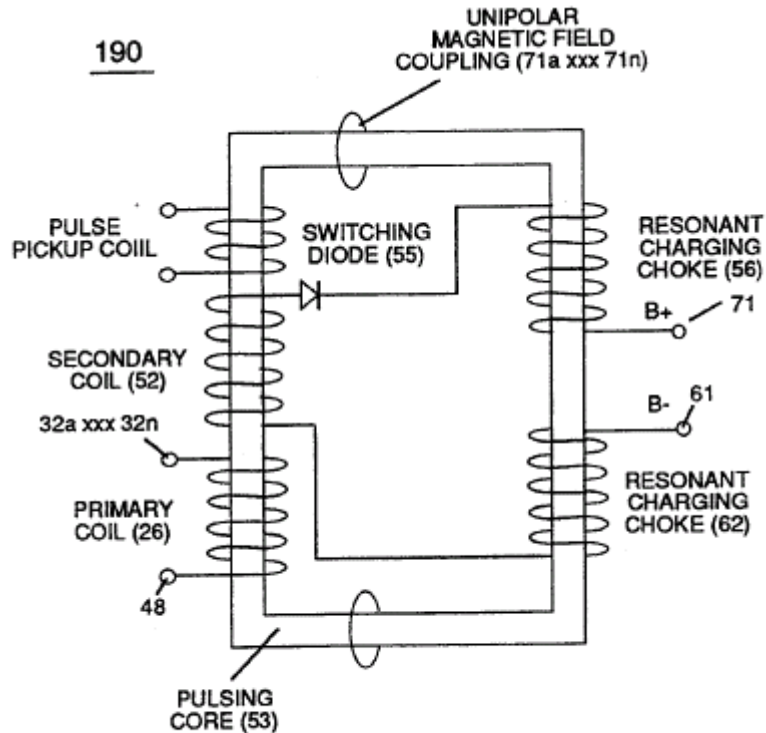 190
UNIPOLAR
MAGNETIC FIELD
COUPLING (71a xxx 71n)
PULSE
PICKUP COIIL
SWITCHING
DIODE (55)
RESONANT
CHARGING
CHOKE (56)
B+
71
SECONDARY
COIL (52)
32a xxx 32n
B-
61
PRIMARY
COIL (26)
RESONANT
CHARGING
CHOKE (62)
48
PULSING
CORE (53)